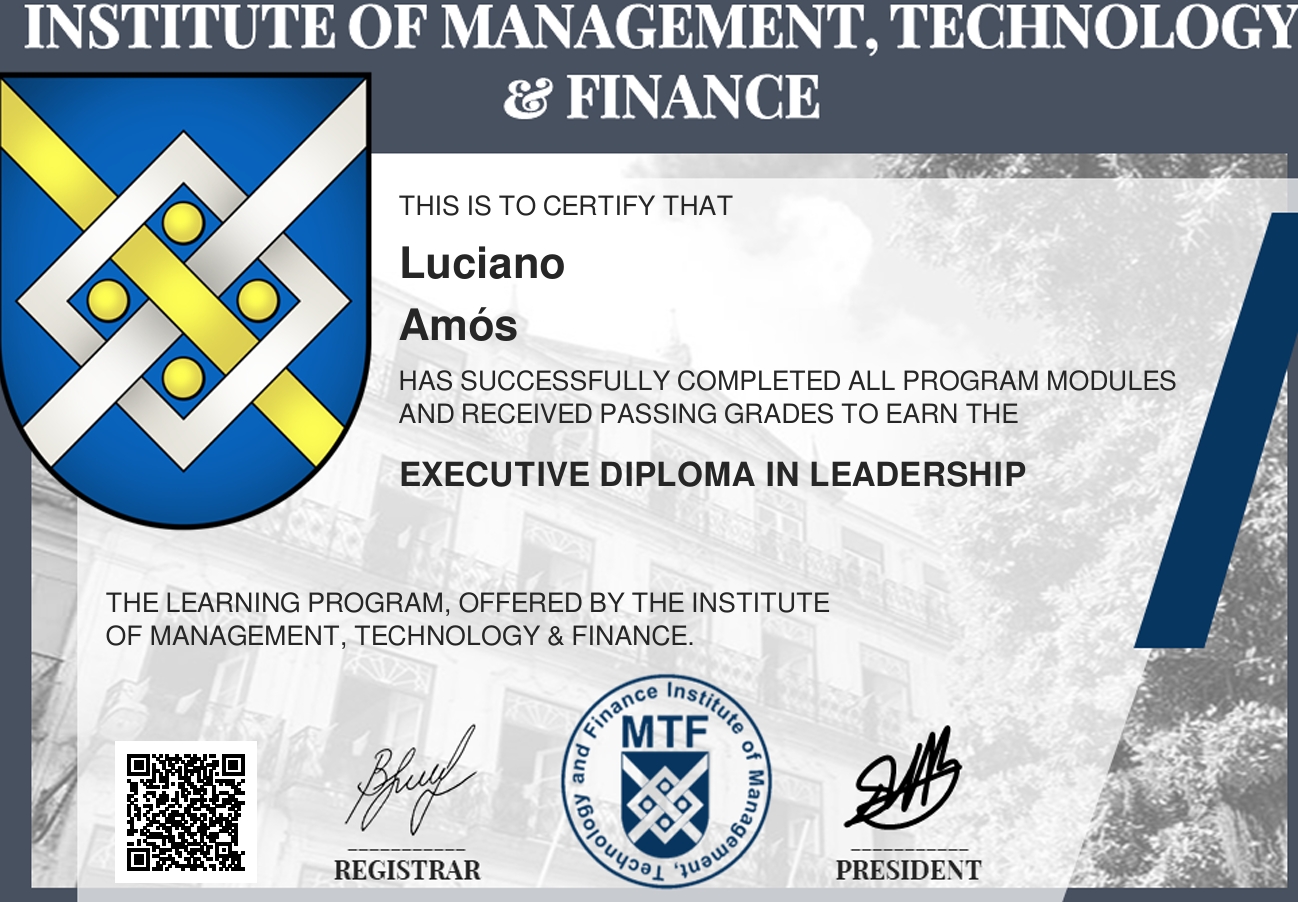 INSTITUTE OF MANAGEMENT, TECHNOLOGY
& FINANCE
THIS IS TO CERTIFY THAT
Luciano
Amós
HAS SUCCESSFULLY COMPLETED ALL PROGRAM MODULES
AND RECEIVED PASSING GRADES TO EARN THE
EXECUTIVE DIPLOMA IN LEADERSHIP
THE LEARNING PROGRAM, OFFERED BY THE INSTITUTE
OF MANAGEMENT, TECHNOLOGY & FINANCE.
Institute of Management, Technology and Finance
MTF
REGISTRAR
PRESIDENT